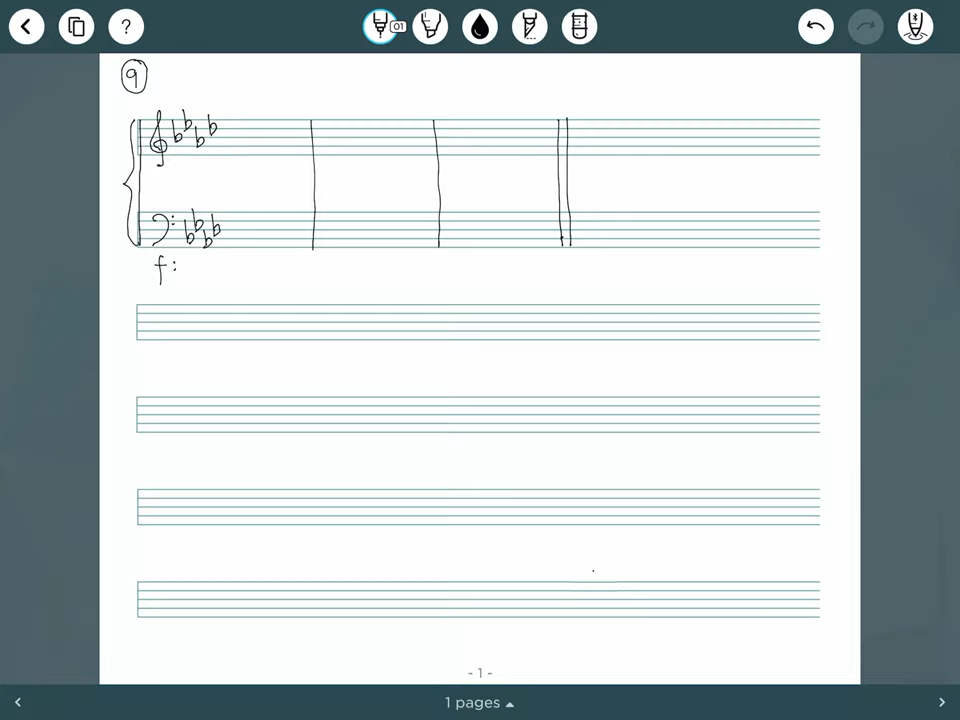 ?
01
9
f:
- 1 -
1 pages